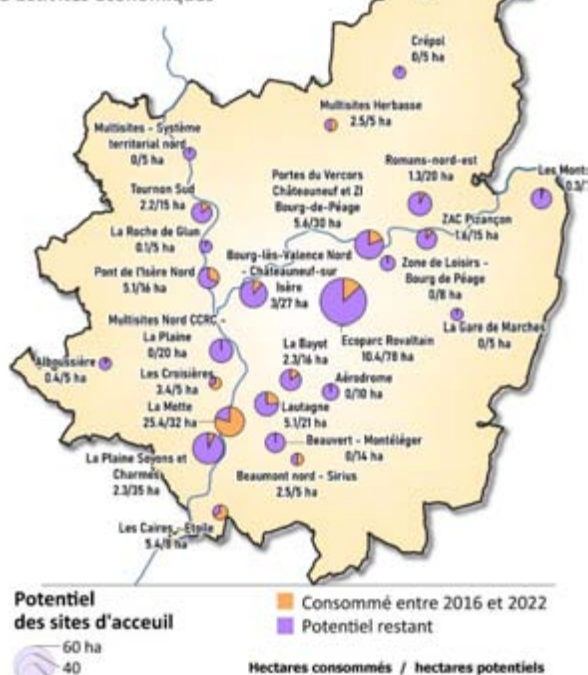 activités économiques
Crépol
0/5 ha
Multisites Herbasse
2.5/5 ha
Multisites - Système
territorial nord
0/5 ha
Romans-nord-est
1.3/20 ha
Les Mont
0.3/
Portes du Vercors
Châteauneuf et ZI
Bourg-de-Péage
5.6/30 ha
Tournon Sud
2.2/15 ha
ZAC Pizançon
1.6/15 ha
La Roche de Glun
0.1/5 ha
Bourg-lès-Valence Nord
- Châteauneuf-sur
Isère
3/27 ha
Zone de Loisirs -
Bourg de Péage
0/8 ha
Pont de l'Isère Nord
5.1/16 ha
La Gare de Marches
0/5 ha
Multisites Nord CCRC -
La Plaine
0/20 ha
Ecoparc Rovaltain
10.4/78 ha
La Bayot
2.3/16 ha
Alboussière
0.4/5 ha
Les Croisières
3.4/5 ha
Aérodrome
0/10 ha
La Motte
25.4/32 ha
Lautagne
5.1/21 ha
Beauvert - Montéléger
0/14 ha
La Plaine Soyons et
Charmes
2.3/35 ha
Beaumont nord - Sirius
2.5/5 ha
Les Caires - Etoile
5.4/8 ha
Potentiel
des sites d'acceuil
60 ha
40
Consommé entre 2016 et 2022
Potentiel restant
Hectares consommés / hectares potentiels